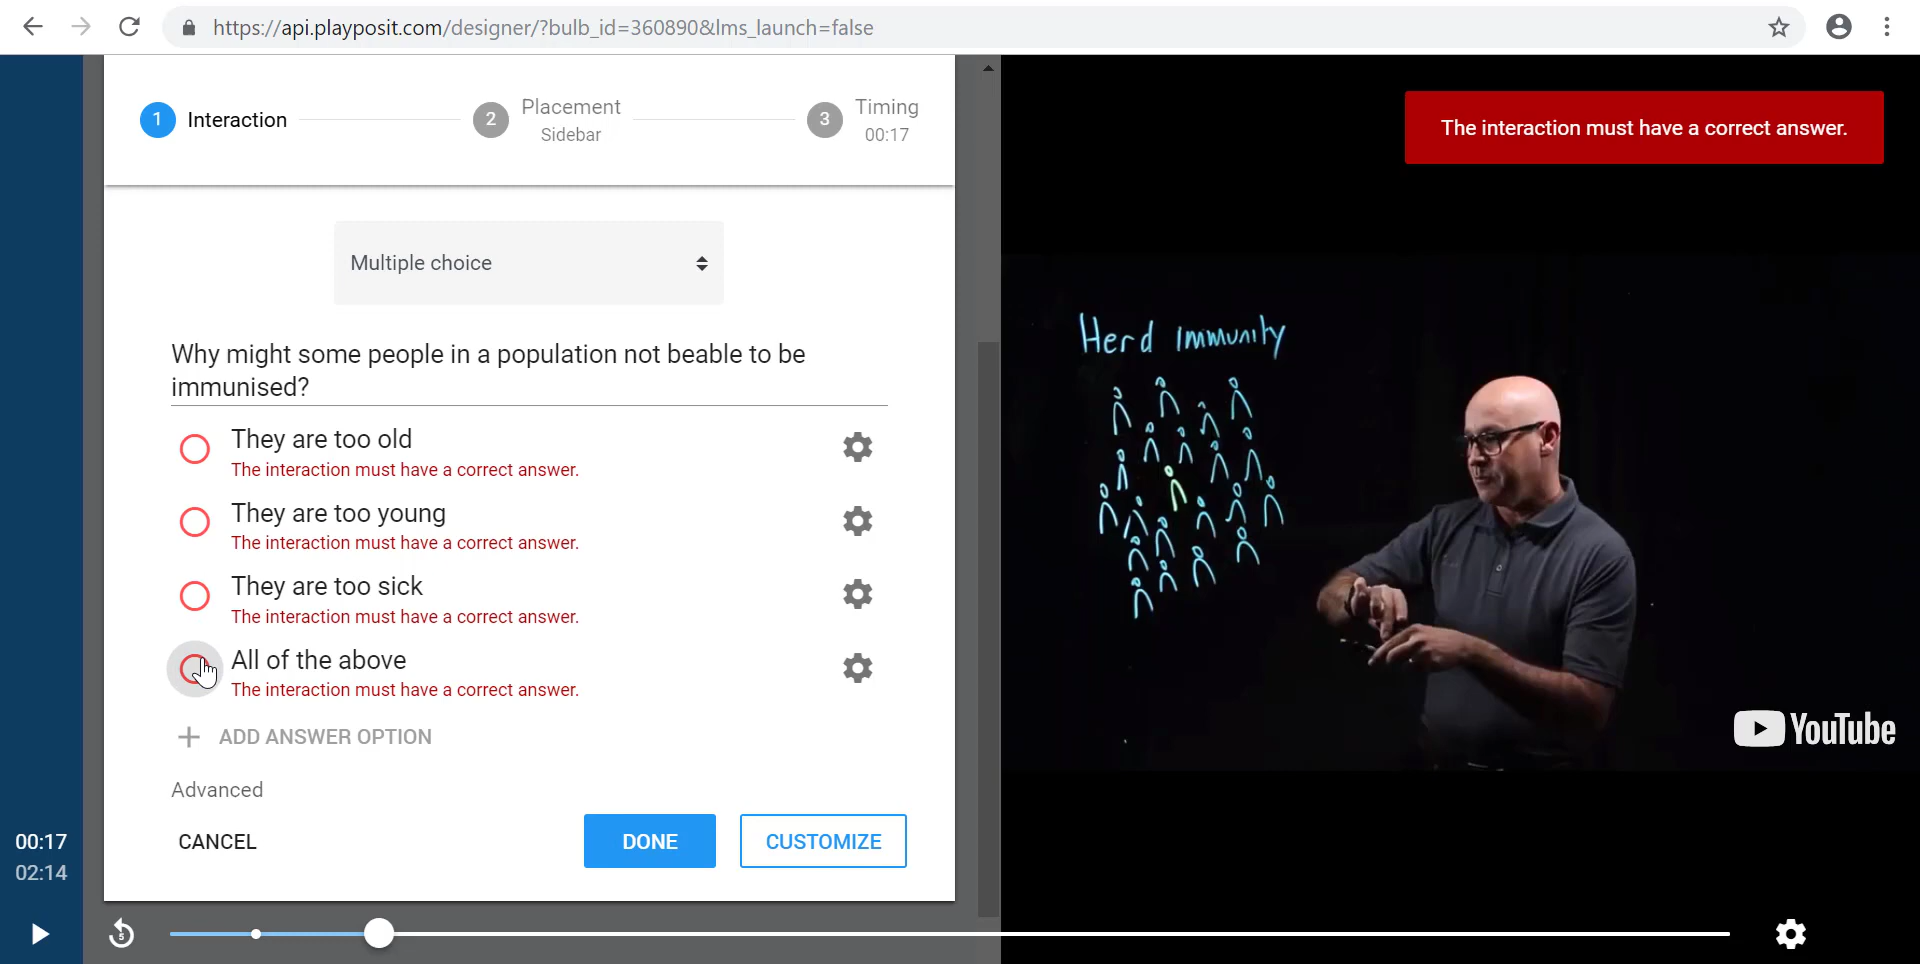 https://api.playposit.com/designer/?bulb_id=360890&lms_launch=false
1 Interaction
2 Placement
Sidebar
3 Timing
00:17
The interaction must have a correct answer.
Multiple choice
Why might some people in a population not beable to be
immunised?
They are too old
The interaction must have a correct answer.
They are too young
The interaction must have a correct answer.
They are too sick
The interaction must have a correct answer.
All of the above
The interaction must have a correct answer.
ADD ANSWER OPTION
Advanced
CANCEL
DONE
CUSTOMIZE
Herd Immunity
YouTube
00:17
02:14
5